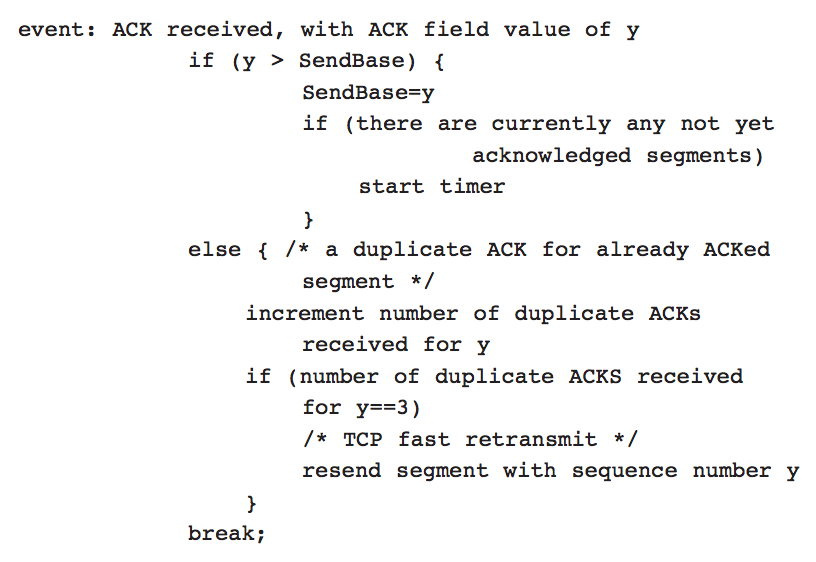 event: ACK received, with ACK field value of y
if (y > SendBase) {
SendBase=y
if (there are currently any not yet
acknowledged segments)
start timer
}
else { /* a duplicate ACK for already ACKed
segment */
increment number of duplicate ACKs
received for y
if (number of duplicate ACKS received
for y==3)
/* TCP fast retransmit */
resend segment with sequence number y
}
break;